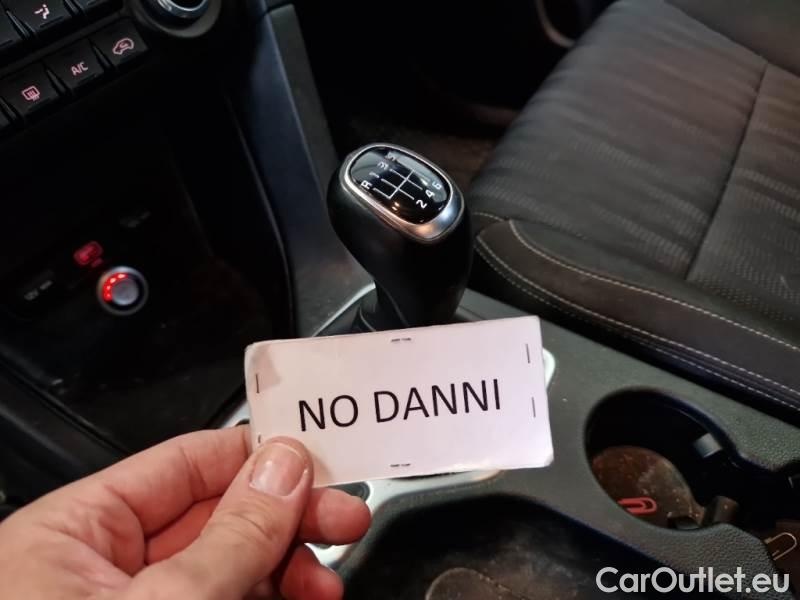 A/C
R 1 3 5
2 4 6
NO DANNI
CarOutlet.eu